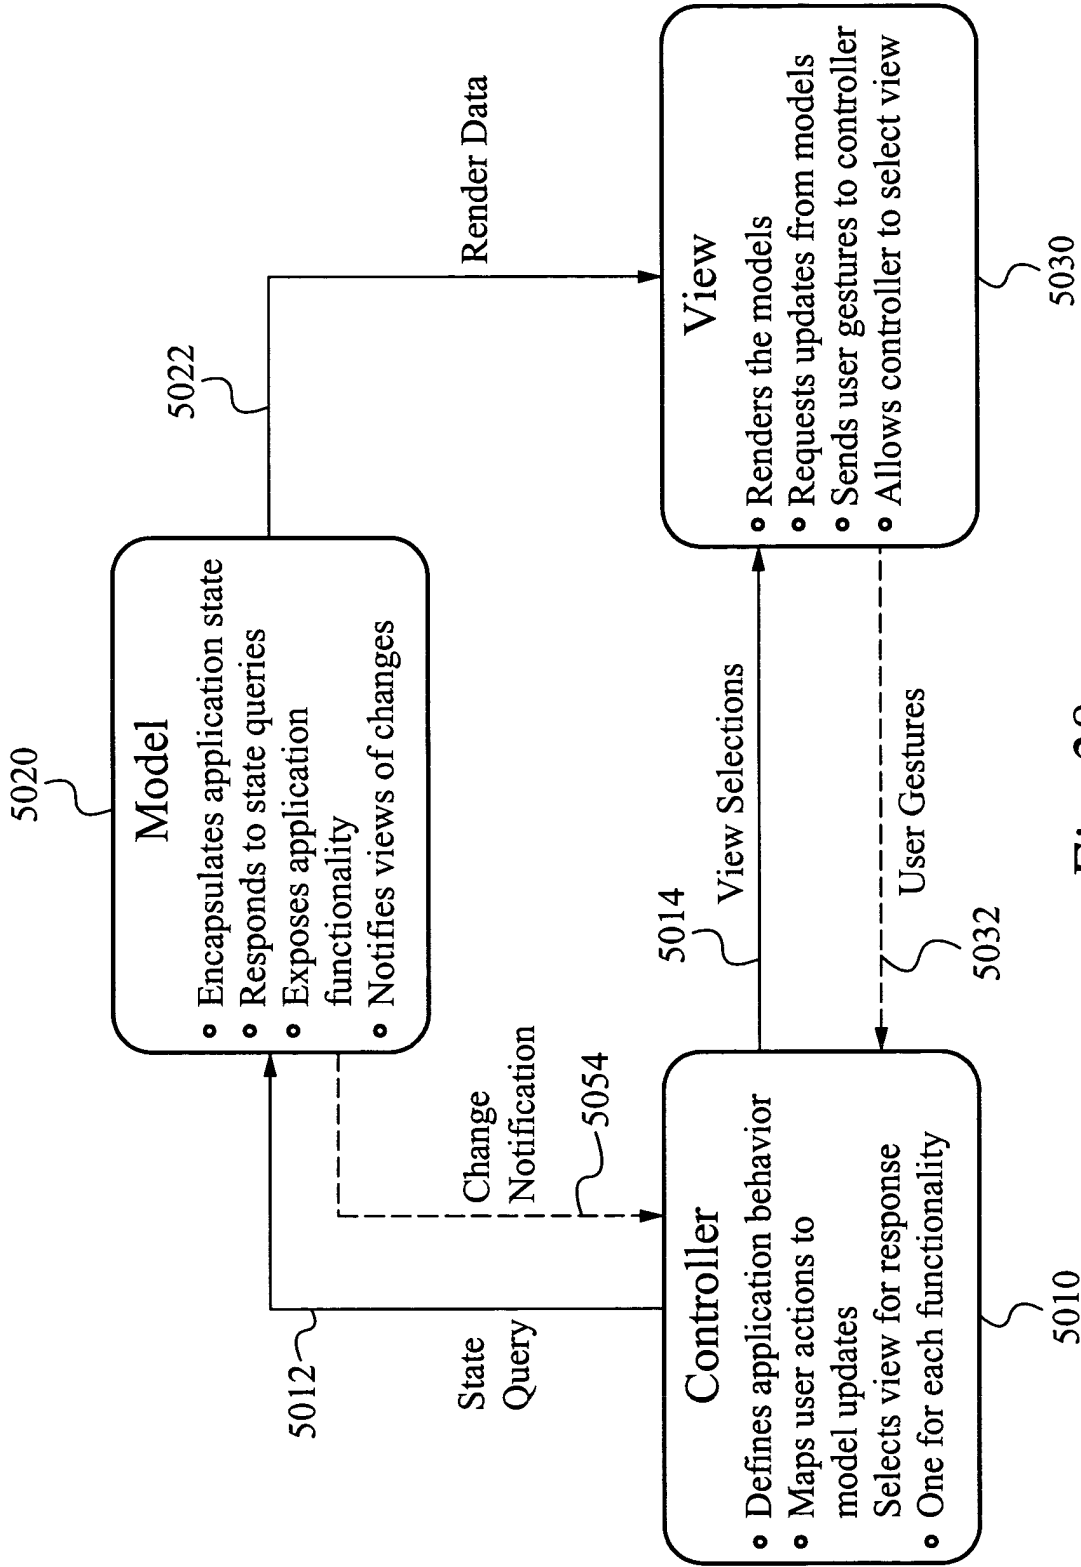 5020
Model
Encapsulates application state
Responds to state queries
Exposes application
functionality
Notifies views of changes
5012
5022
State
Query
Change
Notification
5054
Render Data
Controller
Defines application behavior
Maps user actions to
model updates
Selects view for response
One for each functionality
5010
5014
View Selections
User Gestures
5032
View
Renders the models
Requests updates from models
Sends user gestures to controller
Allows controller to select view
5030